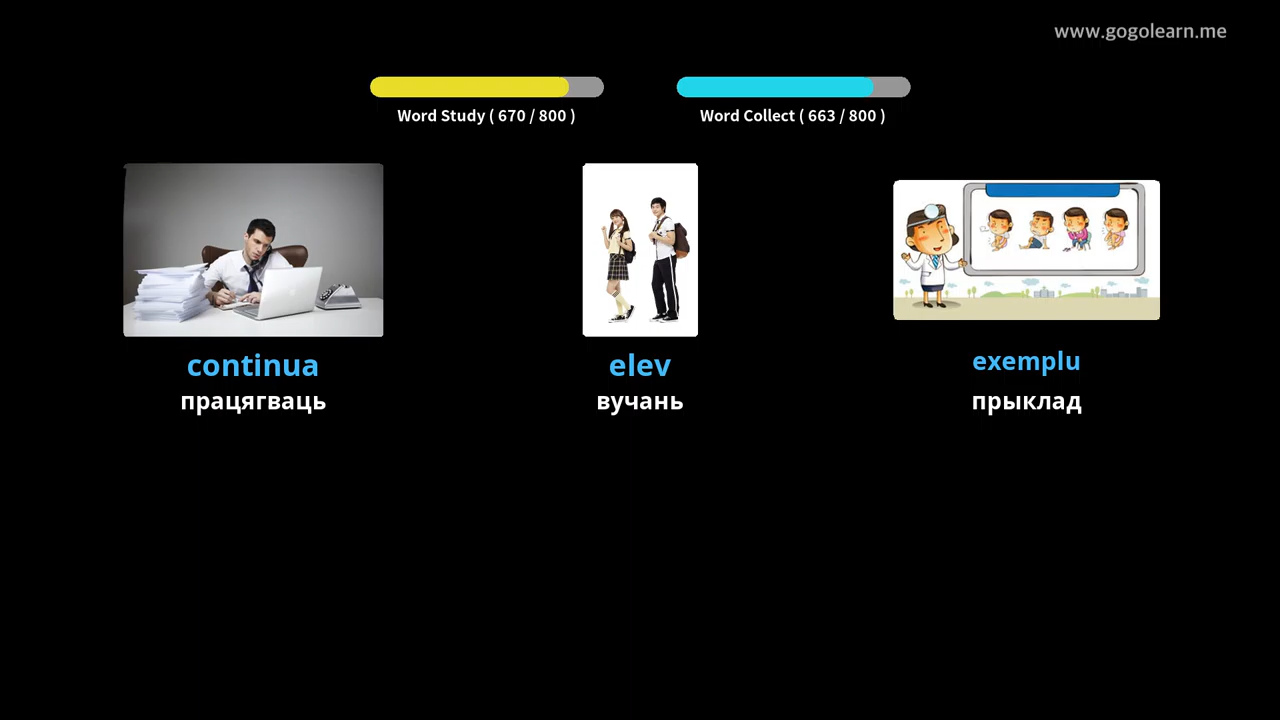 www.gogolearn.me
Word Study ( 670 / 800 )
Word Collect ( 663 / 800 )
continua
працягваць
elev
вучань
exemplu
прыклад